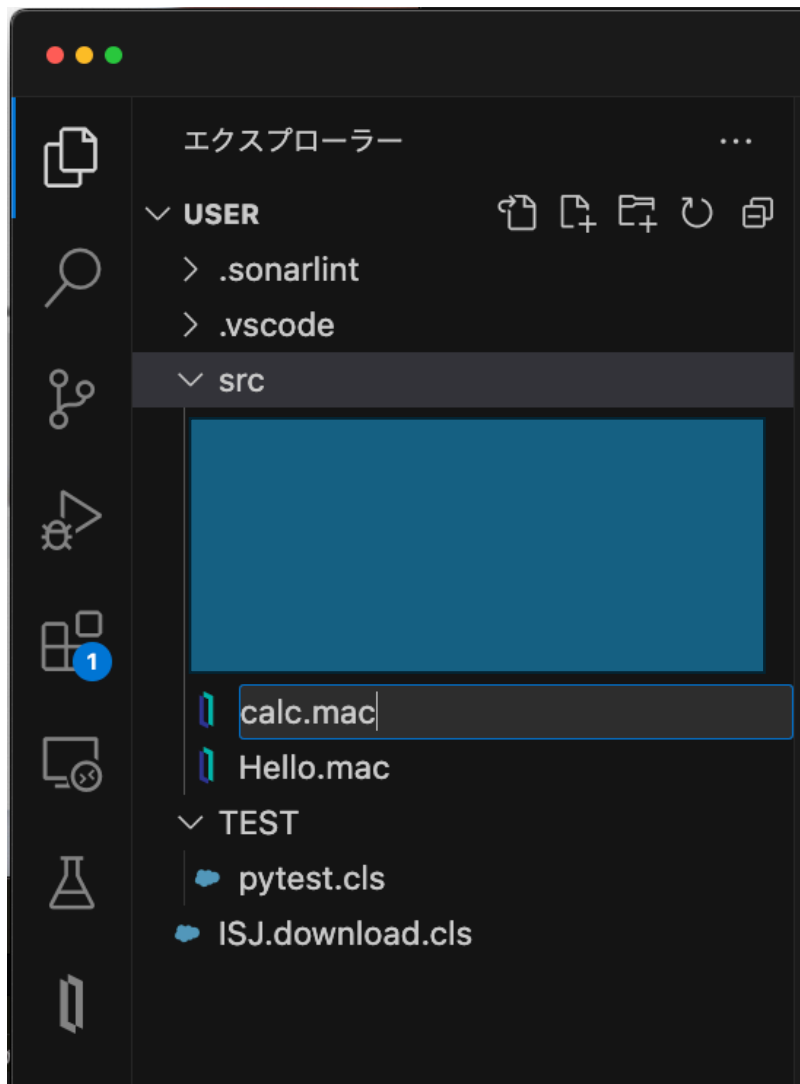 エクスプローラー
USER
.sonarlint
.vscode
src
1
calc.mac
Hello.mac
TEST
pytest.cls
ISJ.download.cls